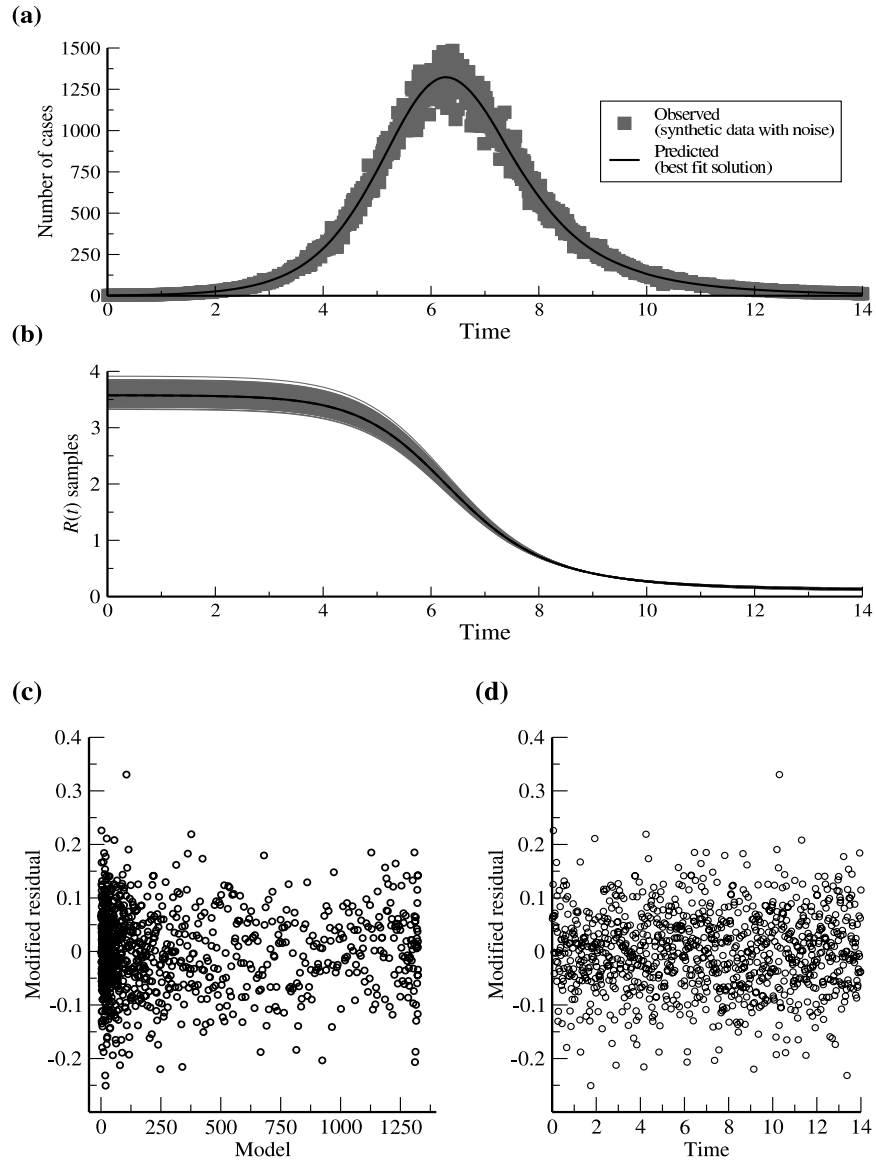 (a)
1500
1250
1000
750
500
250
0
Number of cases
Observed
(synthetic data with noise)
Predicted
(best fit solution)
0 2 4 6 8 10 12 14
Time
(b)
4
3
2
1
0
R(t) samples
0 2 4 6 8 10 12 14
Time
(c)
0.4
0.3
0.2
0.1
0
-0.1
-0.2
Modified residual
0 250 500 750 1000 1250
Model
(d)
0.4
0.3
0.2
0.1
0
-0.1
-0.2
Modified residual
0 2 4 6 8 10 12 14
Time